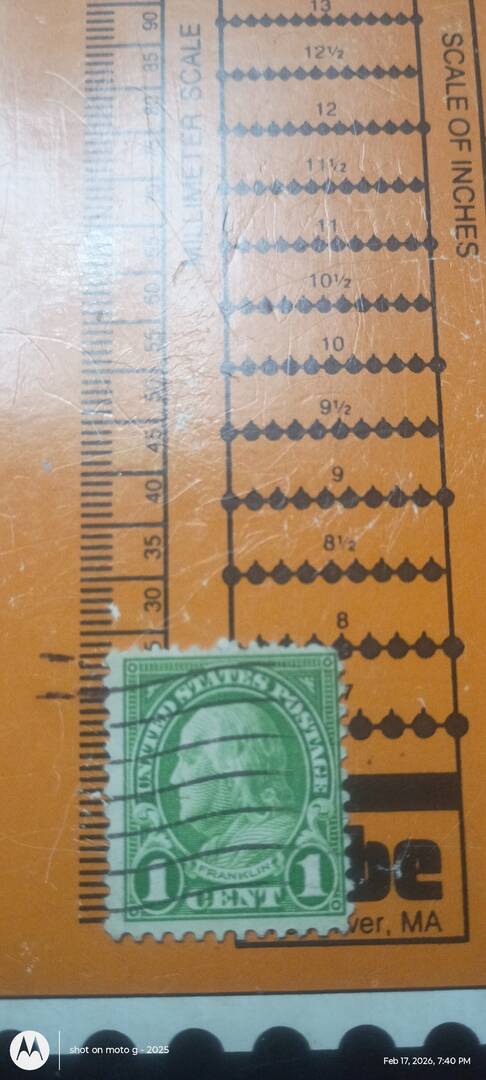 13
12½
12
11½
11
10½
10
9½
9
8½
8
7
MILLIMETER SCALE
SCALE OF INCHES
90
85
60
55
50
45
40
35
30
UNITED STATES POSTAGE
FRANKLIN
1 CENT 1
be
ver, MA
shot on moto g - 2025
Feb 17, 2026, 7:40 PM